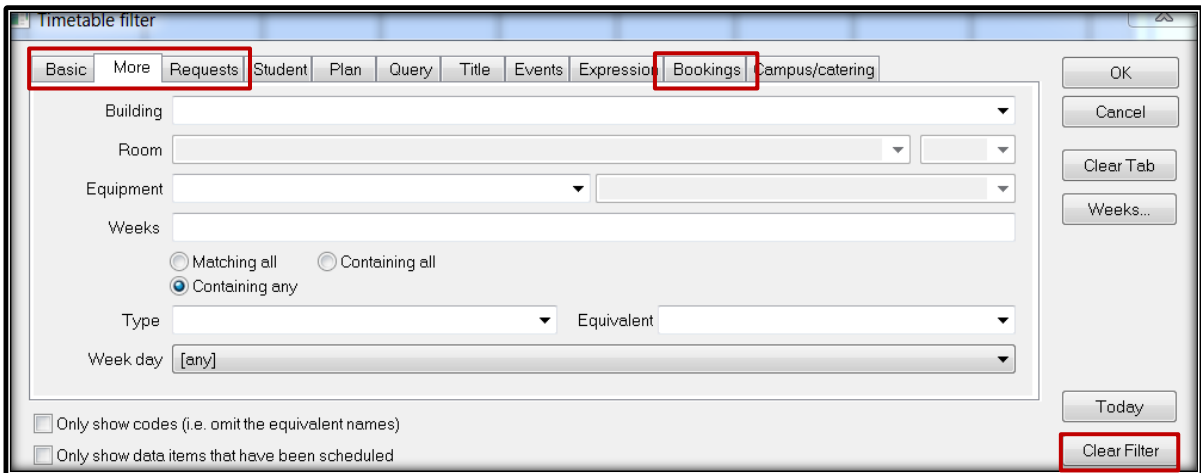 Timetable filter
Basic More Requests Student Plan Query Title Events Expression Bookings Campus/catering
OK
Building
Cancel
Room
Clear Tab
Equipment
Weeks...
Weeks
Matching all Containing all
Containing any
Type Equivalent
Week day [any]
Today
Only show codes (i.e. omit the equivalent names)
Clear Filter
Only show data items that have been scheduled